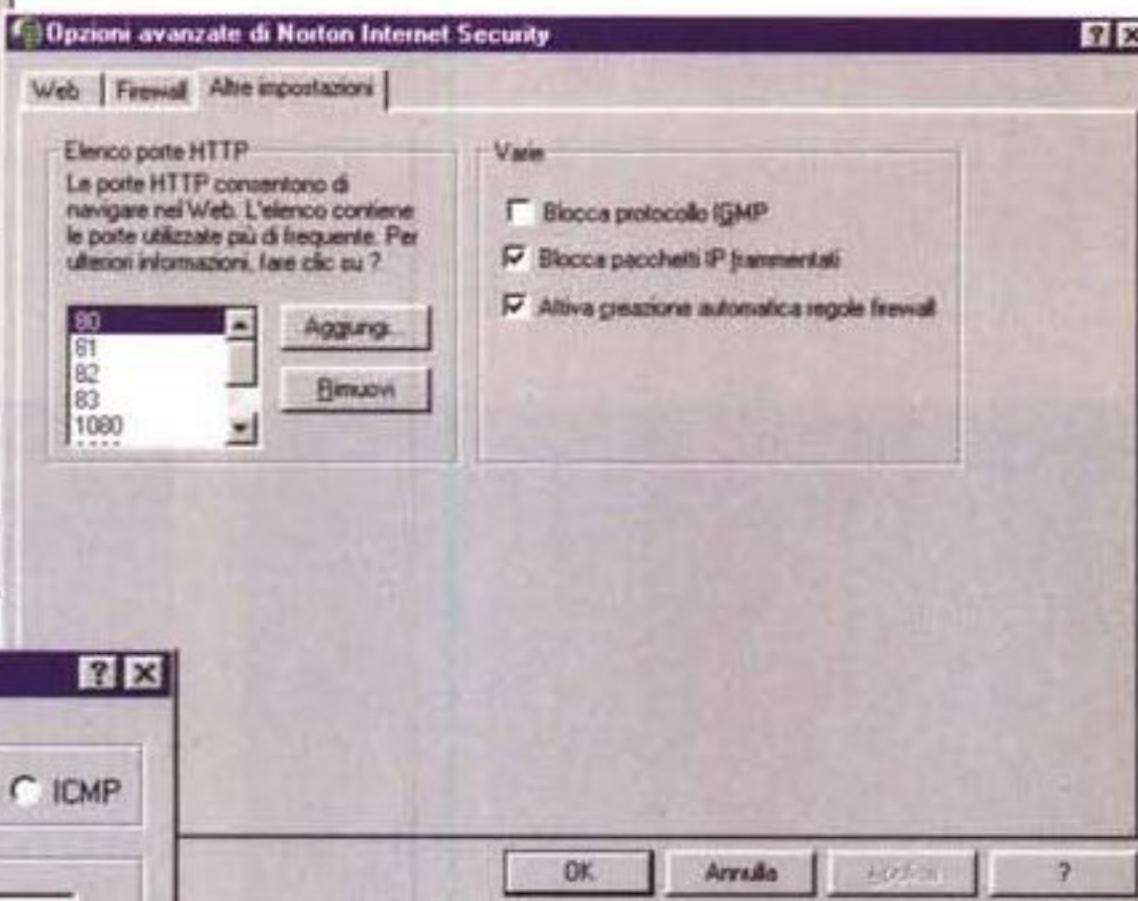 Opzioni avanzate di Norton Internet Security
Web
Firewall
Altre impostazioni
Elenco porte HTTP
Le porte HTTP consentono di
navigare nel Web. L'elenco contiene
le porte utilizzate più di frequente. Per
ulteriori informazioni, fare clic su ?
80
81
82
83
1080
Aggiungi...
Rimuovi
Varie
Blocca protocollo IGMP
Blocca pacchetti IP frammentati
Attiva creazione automatica regole firewall
ICMP
OK
Annulla
?